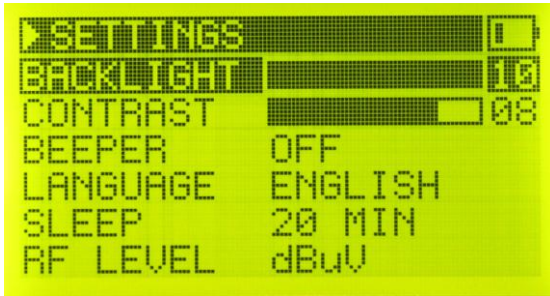 SETTINGS
BACKLIGHT 10
CONTRAST 08
BEEPER OFF
LANGUAGE ENGLISH
SLEEP 20 MIN
RF LEVEL dBuV